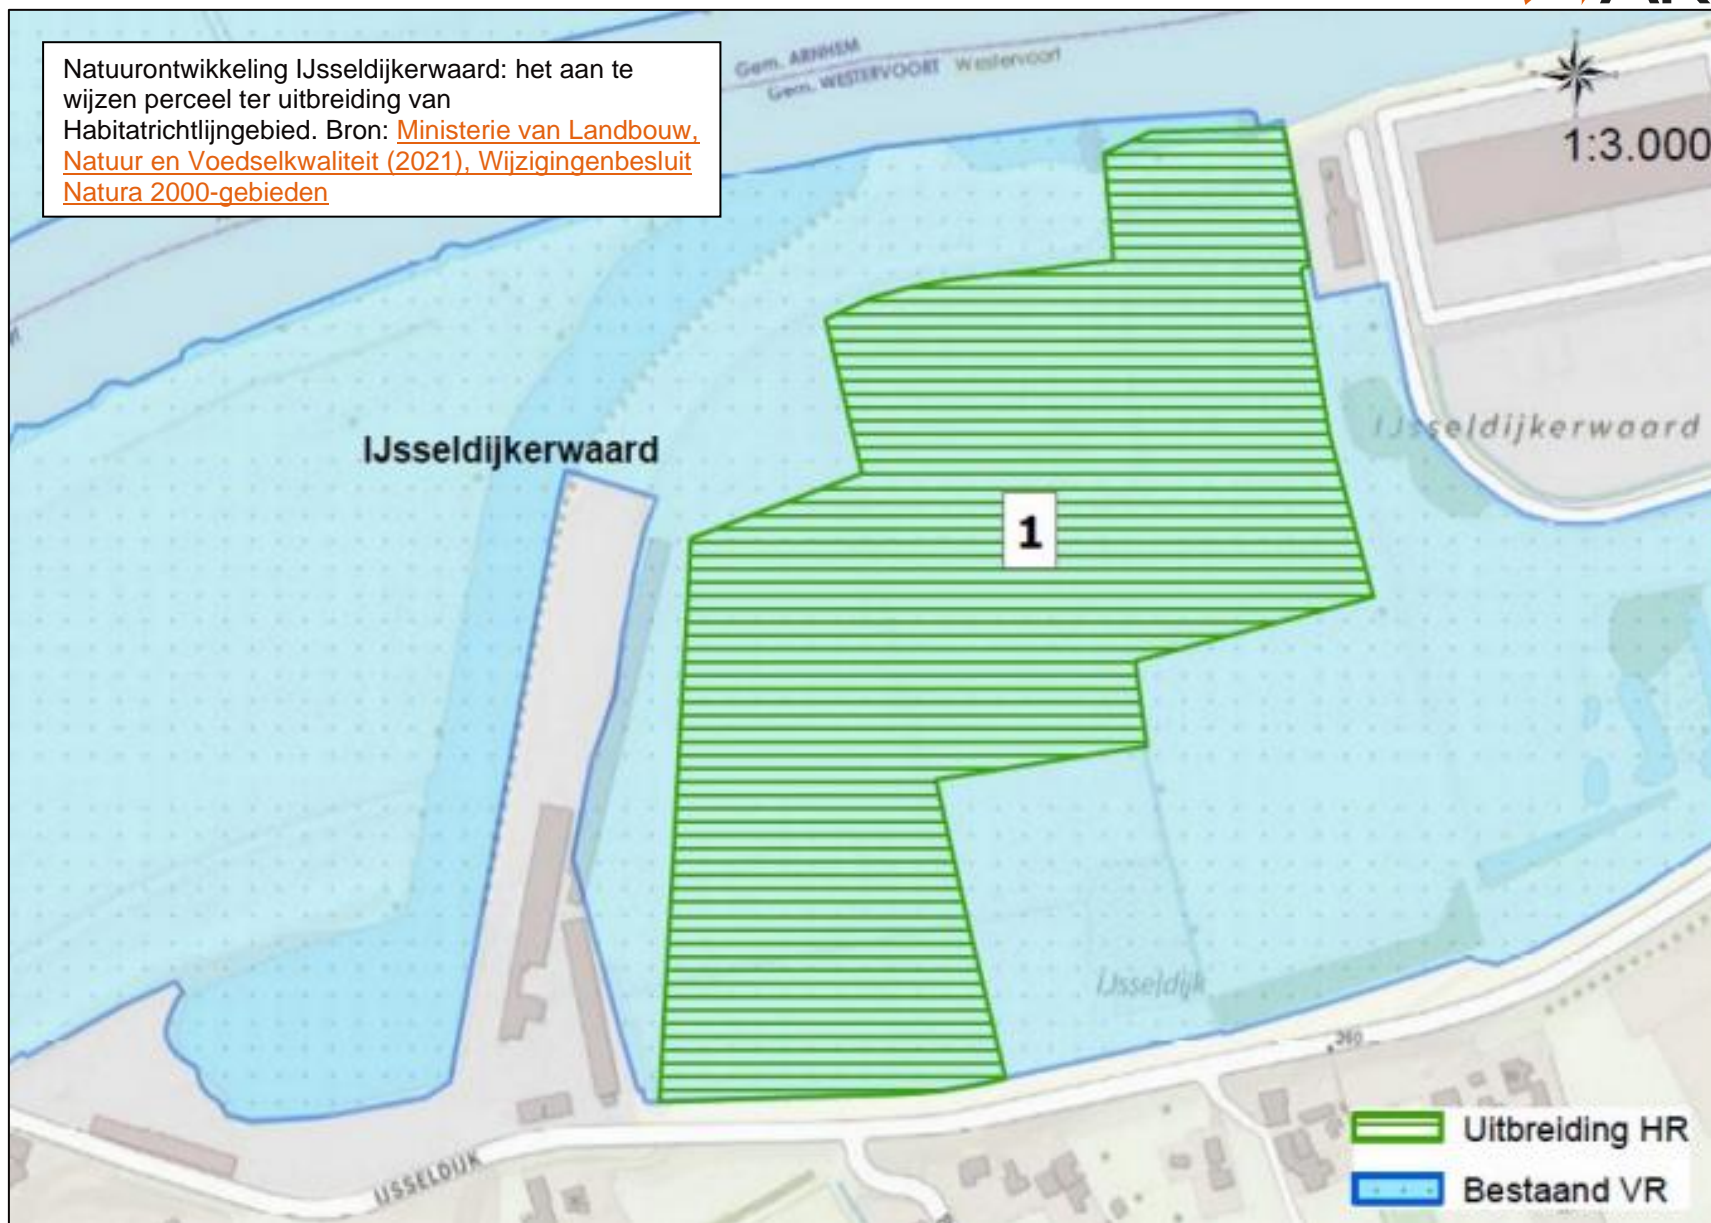 Natuurontwikkeling IJsseldijkerwaard: het aan te
wijzen perceel ter uitbreiding van
Habitatrichtlijngebied. Bron: Ministerie van Landbouw,
Natuur en Voedselkwaliteit (2021), Wijzigingenbesluit
Natura 2000-gebieden
Gem. ARNHEM
Gem. WESTERVOORT Westervoort
1:3.000
IJsseldijkerwaard
IJsseldijkerwaard
1
IJsseldijk
260
IJSSELDIJK
Uitbreiding HR
Bestaand VR